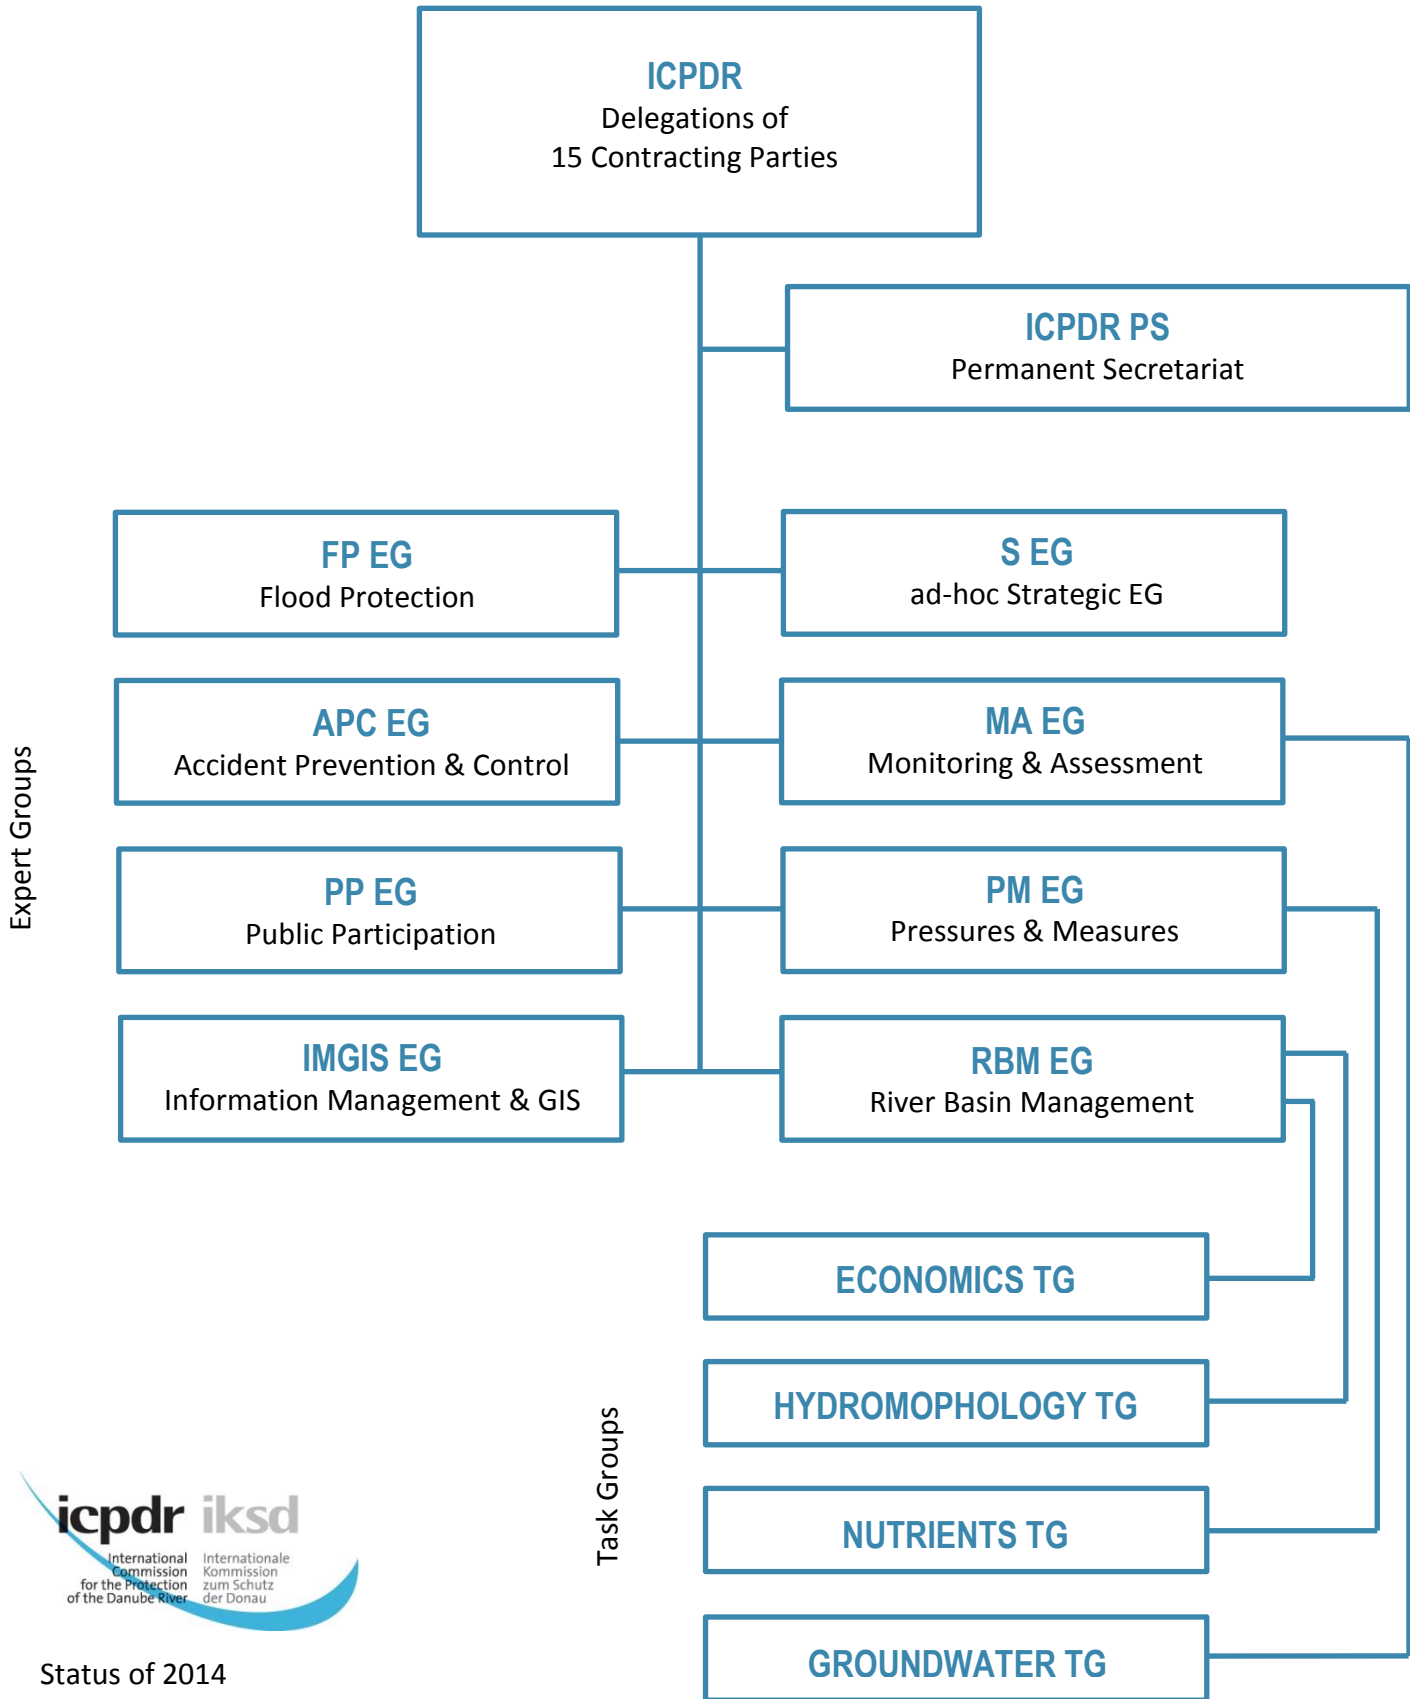 ICPDR
Delegations of
15 Contracting Parties
ICPDR PS
Permanent Secretariat
Expert Groups
FP EG
Flood Protection
S EG
ad-hoc Strategic EG
APC EG
Accident Prevention & Control
MA EG
Monitoring & Assessment
PP EG
Public Participation
PM EG
Pressures & Measures
IMGIS EG
Information Management & GIS
RBM EG
River Basin Management
Task Groups
ECONOMICS TG
HYDROMOPHOLOGY TG
NUTRIENTS TG
GROUNDWATER TG
icpdr iksd
International
Commission
for the Protection
of the Danube River
Internationale
Kommission
zum Schutz
der Donau
Status of 2014